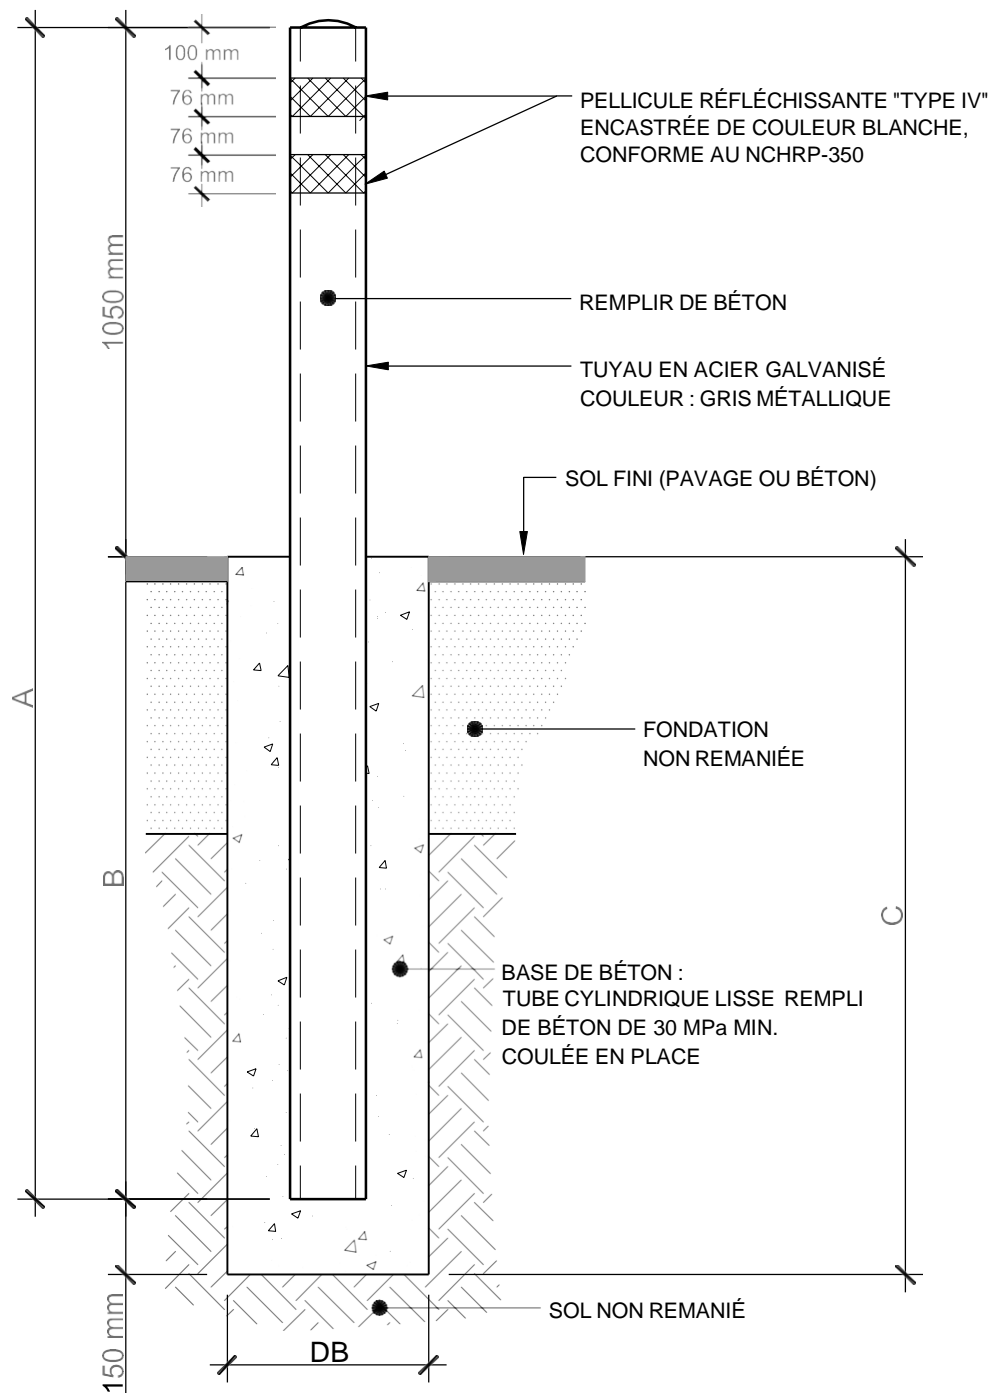 100 mm
76 mm
76 mm
76 mm
PELLICULE RÉFLÉCHISSANTE "TYPE IV"
ENCASTRÉE DE COULEUR BLANCHE,
CONFORME AU NCHRP-350
1050 mm
REMPLIR DE BÉTON
TUYAU EN ACIER GALVANISÉ
COULEUR : GRIS MÉTALLIQUE
SOL FINI (PAVAGE OU BÉTON)
A
FONDATION
NON REMANIÉE
B
C
BASE DE BÉTON :
TUBE CYLINDRIQUE LISSE REMPLI
DE BÉTON DE 30 MPa MIN.
COULÉE EN PLACE
SOL NON REMANIÉ
150 mm
DB